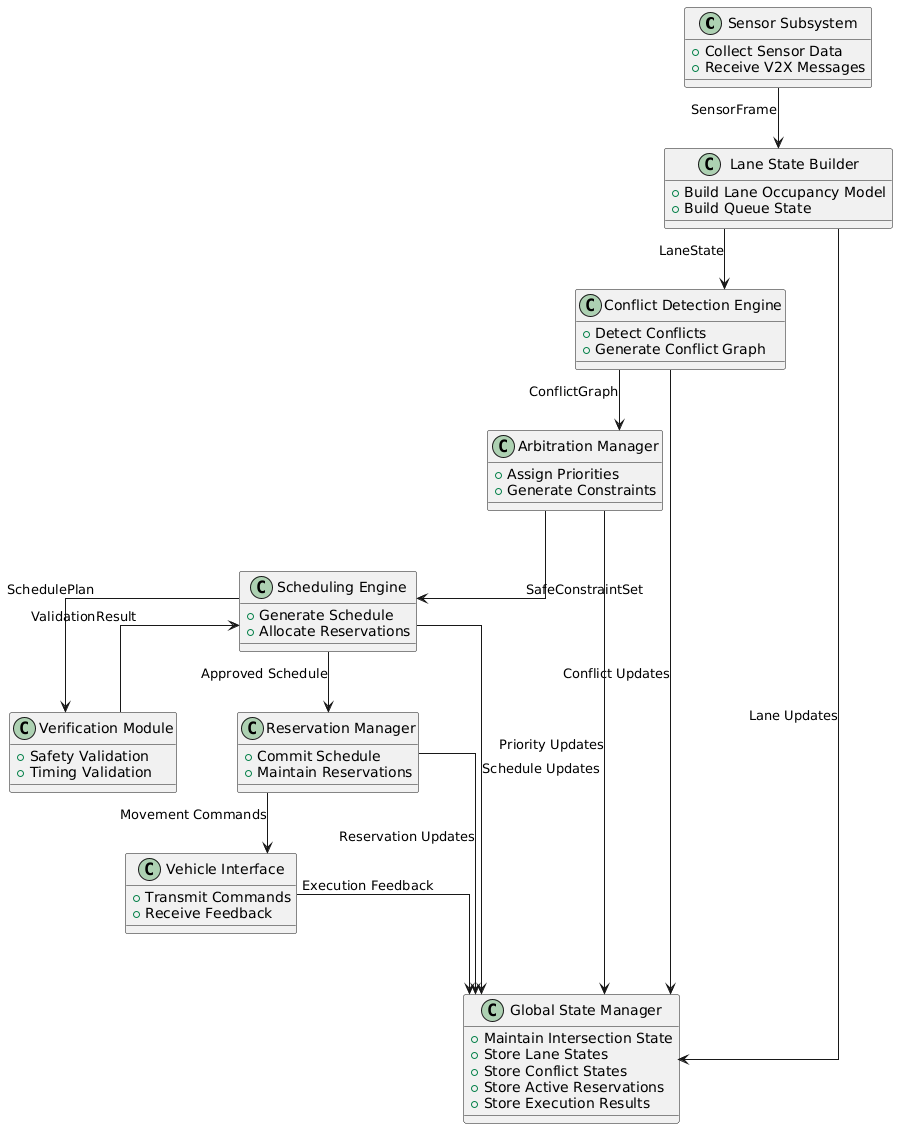 C Sensor Subsystem
Collect Sensor Data
Receive V2X Messages
SensorFrame
C Lane State Builder
Build Lane Occupancy Model
Build Queue State
LaneState
C Conflict Detection Engine
Detect Conflicts
Generate Conflict Graph
ConflictGraph
C Arbitration Manager
Assign Priorities
Generate Constraints
SafeConstraintSet
C Scheduling Engine
Generate Schedule
Allocate Reservations
SchedulePlan
ValidationResult
Approved Schedule
Conflict Updates
Lane Updates
C Verification Module
Safety Validation
Timing Validation
C Reservation Manager
Commit Schedule
Maintain Reservations
Priority Updates
Schedule Updates
Movement Commands
Reservation Updates
C Vehicle Interface
Transmit Commands
Receive Feedback
Execution Feedback
C Global State Manager
Maintain Intersection State
Store Lane States
Store Conflict States
Store Active Reservations
Store Execution Results